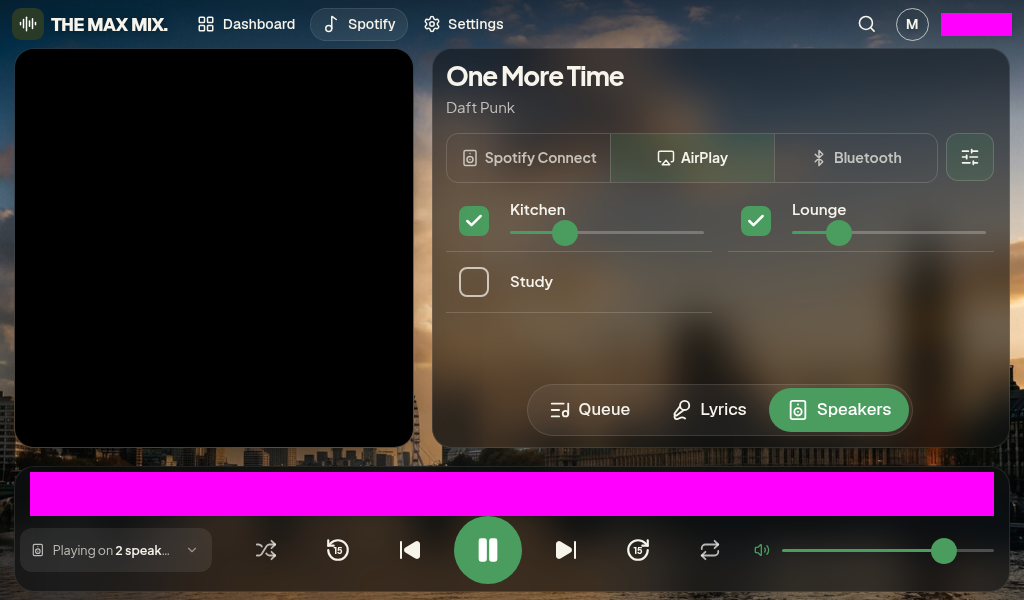 THE MAX MIX.
Dashboard
Spotify
Settings
M
One More Time
Daft Punk
Spotify Connect
AirPlay
Bluetooth
Kitchen
Lounge
Study
Queue
Lyrics
Speakers
Playing on 2 speak...
15
15